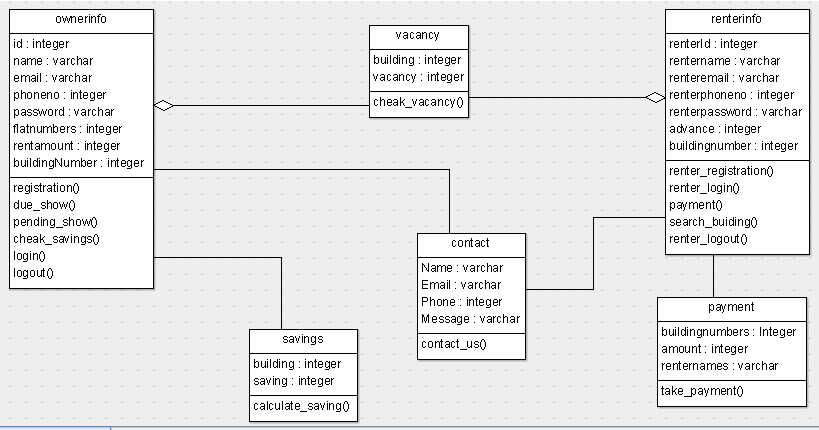 ownerinfo
id : integer
name : varchar
email : varchar
phoneno : integer
password : varchar
flatnumbers : integer
rentamount : integer
buildingNumber : integer
registration()
due_show()
pending_show()
cheak_savings()
login()
logout()
vacancy
building : integer
vacancy : integer
cheak_vacancy()
renterinfo
renterId : integer
rentername : varchar
renteremail : varchar
renterphoneno : integer
renterpassword : varchar
advance : integer
buildingnumber : integer
renter_registration()
renter_login()
payment()
search_buiding()
renter_logout()
contact
Name : varchar
Email : varchar
Phone : integer
Message : varchar
contact_us()
savings
building : integer
saving : integer
calculate_saving()
payment
buildingnumbers : Integer
amount : integer
renternames : varchar
take_payment()